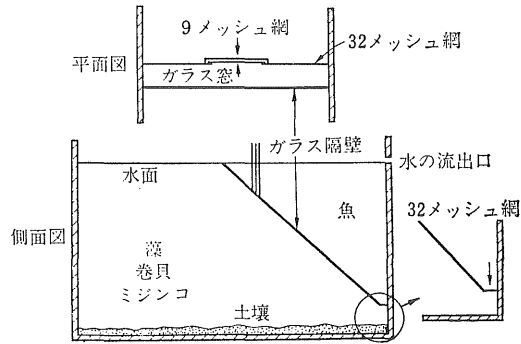 9メッシュ網
32メッシュ網
平面図
ガラス窓
ガラス隔壁
水の流出口
水面
32メッシュ網
魚
側面図
藻
巻貝
ミジンコ
土壌